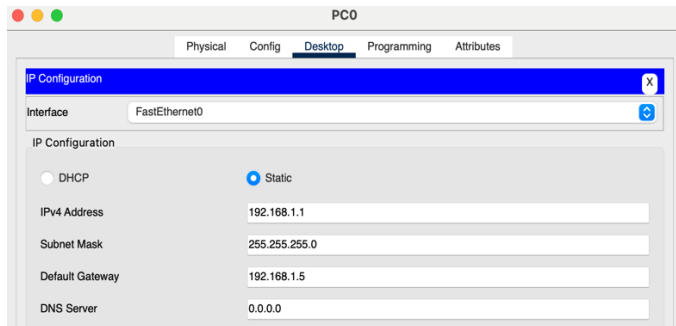 PC0
Physical Config Desktop Programming Attributes
IP Configuration X
Interface FastEthernet0
IP Configuration
DHCP Static
IPv4 Address 192.168.1.1
Subnet Mask 255.255.255.0
Default Gateway 192.168.1.5
DNS Server 0.0.0.0